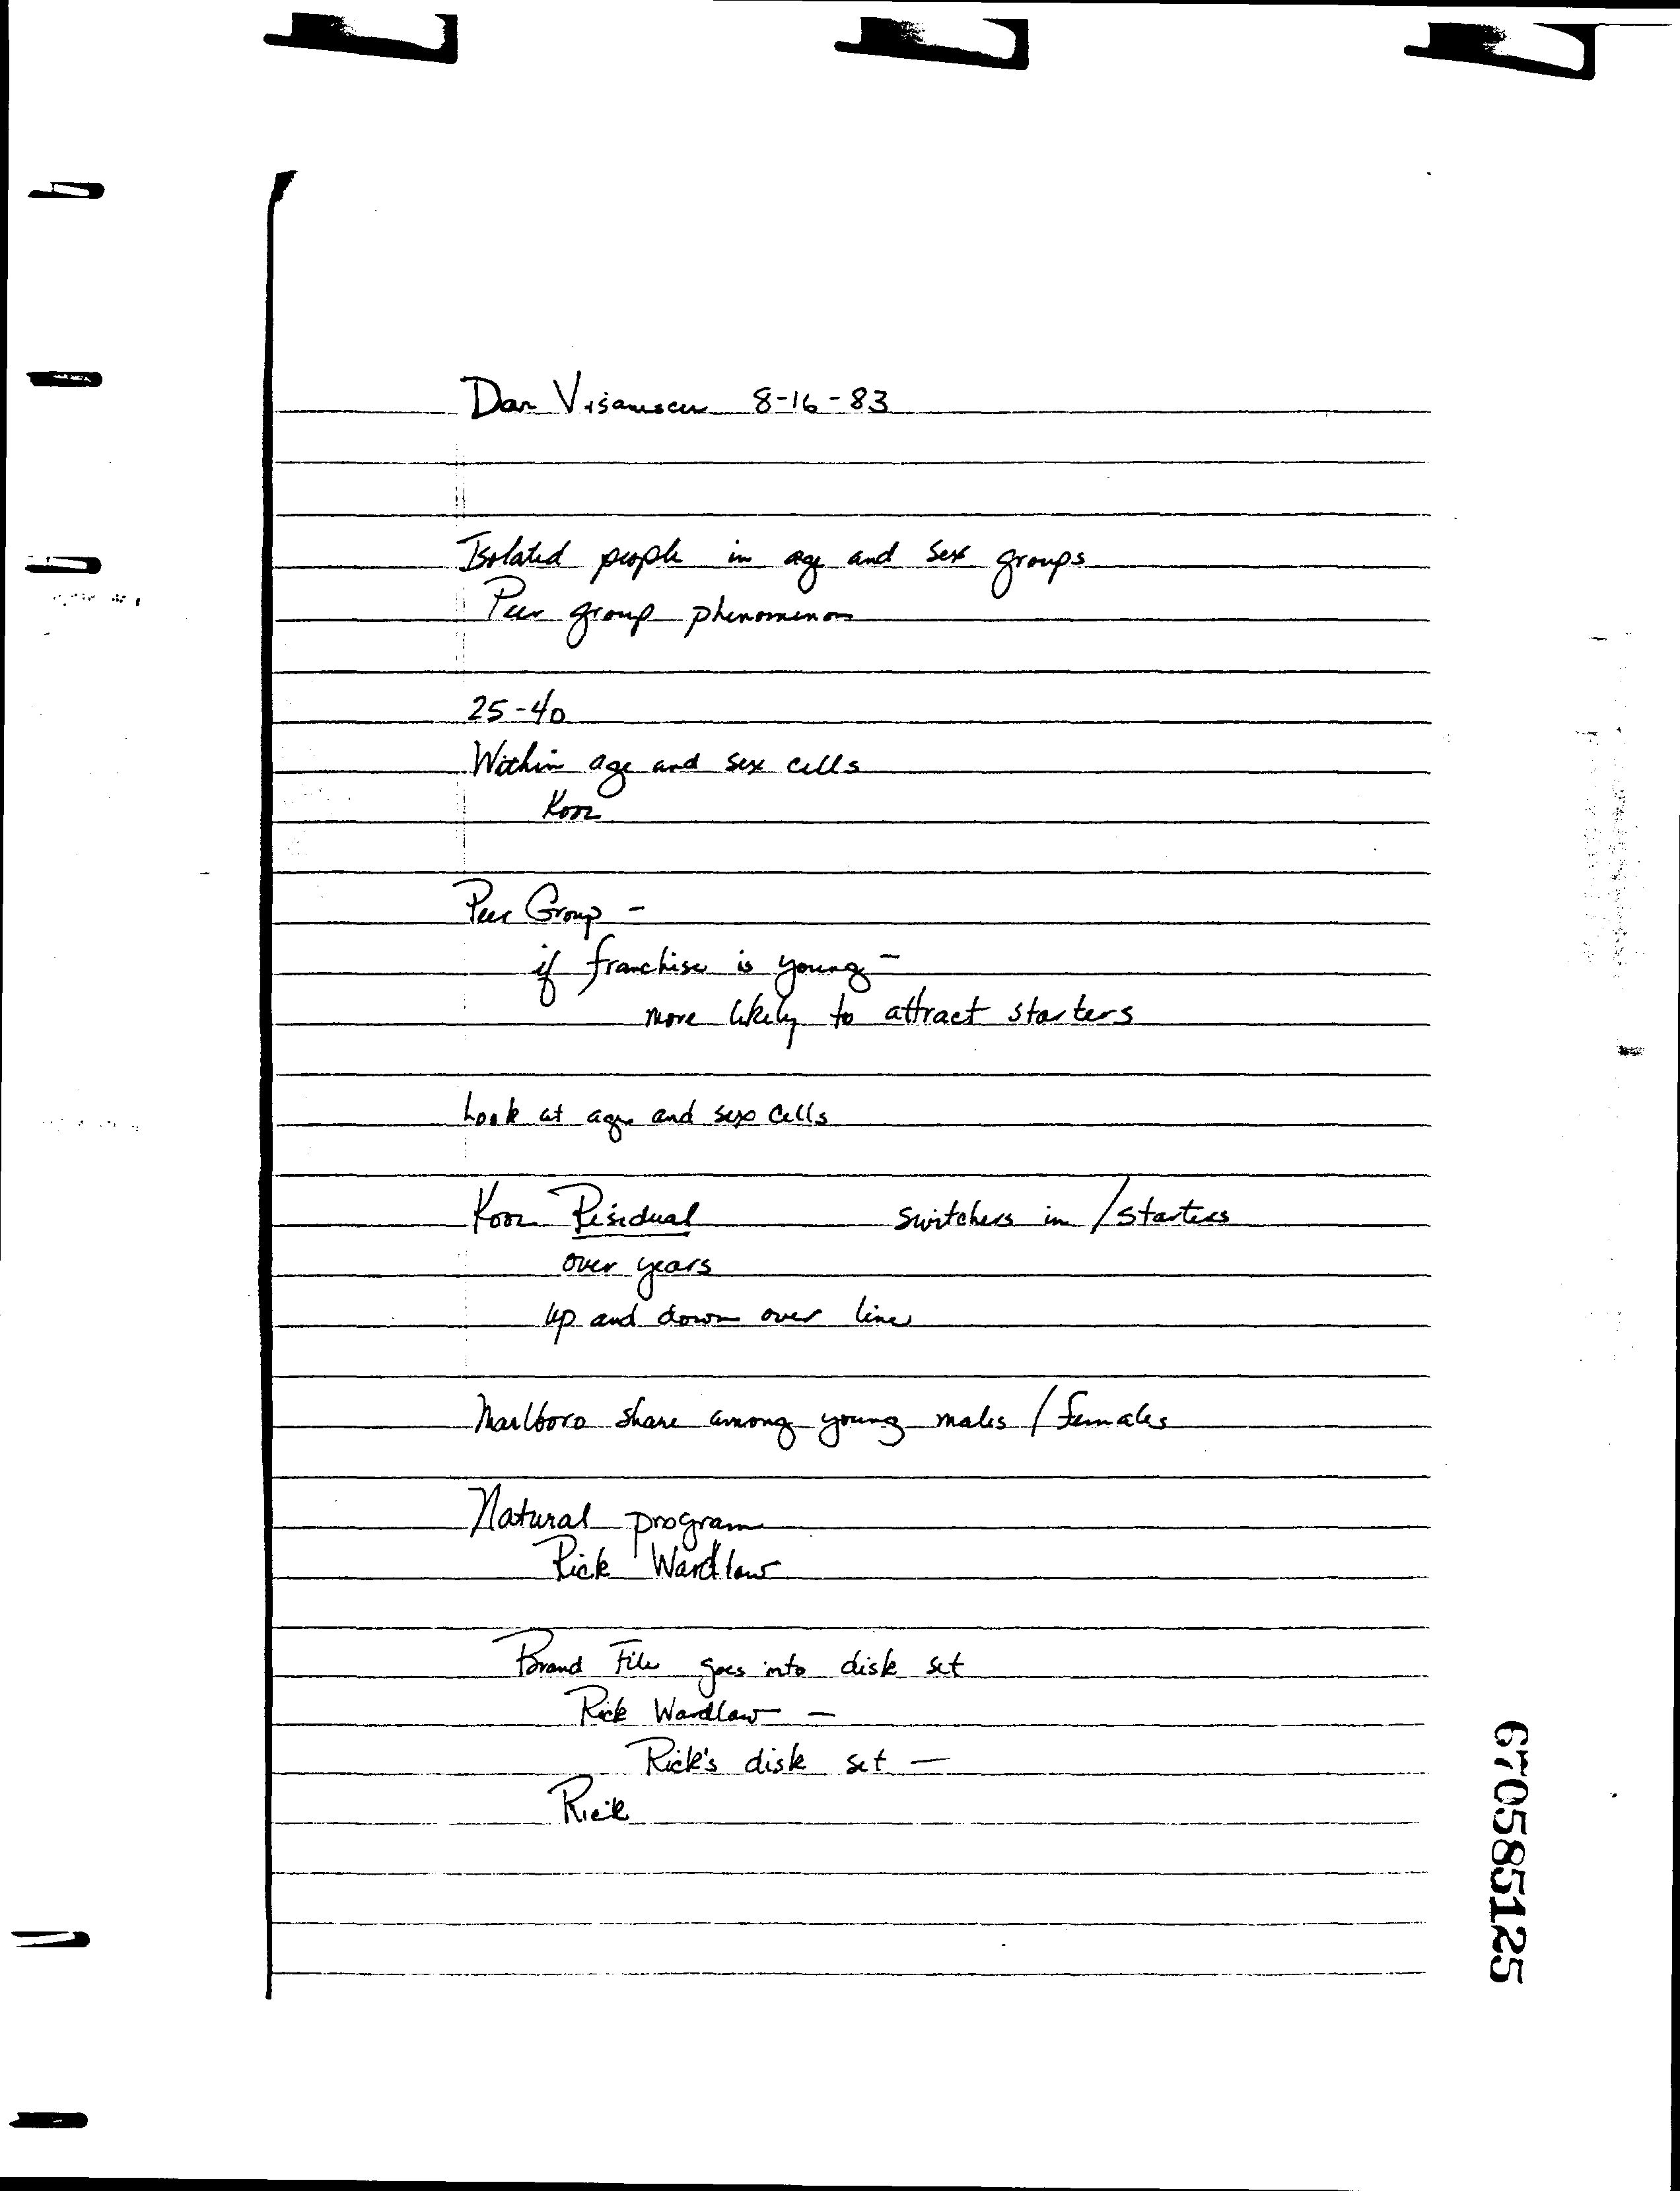 Dan 8-16-83
Isolated people in age and sex groups
Peer group phenomenon
25-40
Within age and sex cells
Kool
Peer Group -
if franchise is young -
more likely to attract starters
Look at age and sex cells
Kool Residual switchers in / starters
over years
up and down over line
Marlboro share among young males / females
Natural program
Rick Wardlaw
Brand File goes into disk set
Rick Wardlaw -
Rick's disk set -
Rick
670585125